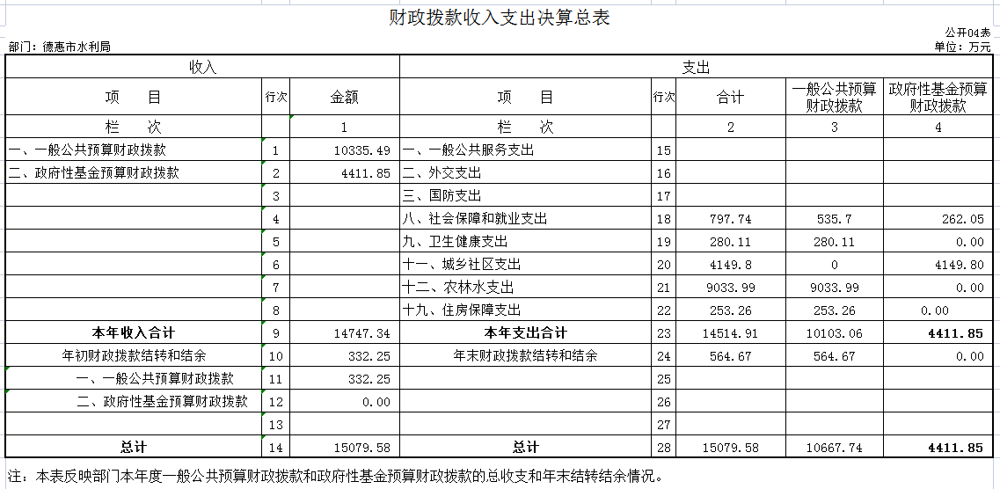 财政拨款收入支出决算总表
公开04表
部门：德惠市水利局 单位：万元
收入 支出
项 目 行次 金额 项 目 行次 合计 一般公共预算财政拨款 政府性基金预算财政拨款
栏 次 1 栏 次 2 3 4
一、一般公共预算财政拨款 1 10335.49 一、一般公共服务支出 15
二、政府性基金预算财政拨款 2 4411.85 二、外交支出 16
3 三、国防支出 17
4 八、社会保障和就业支出 18 797.74 535.7 262.05
5 九、卫生健康支出 19 280.11 280.11 0.00
6 十一、城乡社区支出 20 4149.8 0 4149.80
7 十二、农林水支出 21 9033.99 9033.99 0.00
8 十九、住房保障支出 22 253.26 253.26 0.00
本年收入合计 9 14747.34 本年支出合计 23 14514.91 10103.06 4411.85
年初财政拨款结转和结余 10 332.25 年末财政拨款结转和结余 24 564.67 564.67 0.00
一、一般公共预算财政拨款 11 332.25 25
二、政府性基金预算财政拨款 12 0.00 26
13 27
总计 14 15079.58 总计 28 15079.58 10667.74 4411.85
注：本表反映部门本年度一般公共预算财政拨款和政府性基金预算财政拨款的总收支和年末结转结余情况。